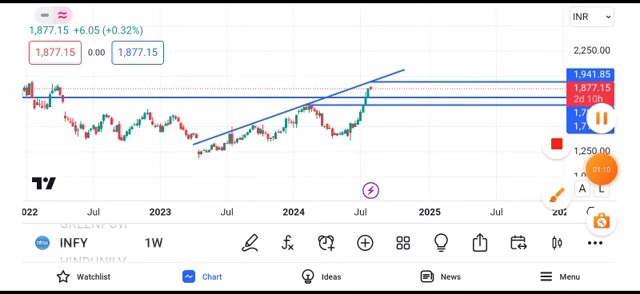 INR
1,877.15 +6.05 (+0.32%)
1,877.15 0.00 1,877.15
2,250.00
1,941.85
1,877.15
2d 10h
1,250.00
01:10
A L
2022 Jul 2023 Jul 2024 Jul 2025 Jul
INFY 1W
Watchlist Chart Ideas News Menu